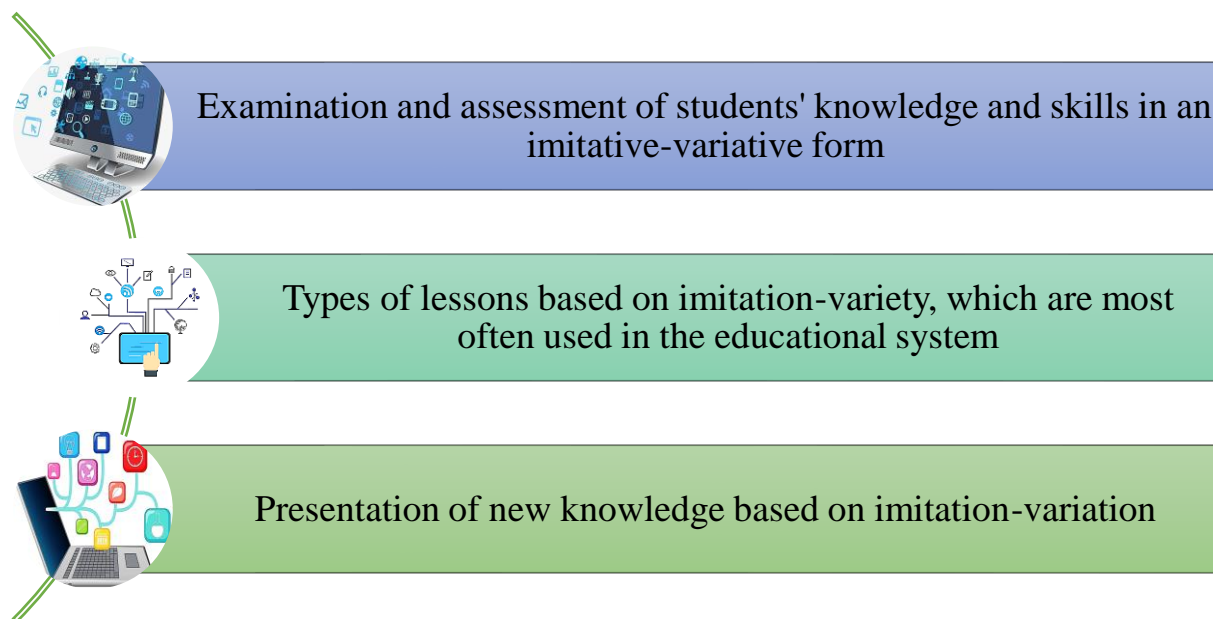 Examination and assessment of students' knowledge and skills in an
imitative-variative form
Types of lessons based on imitation-variety, which are most
often used in the educational system
Presentation of new knowledge based on imitation-variation